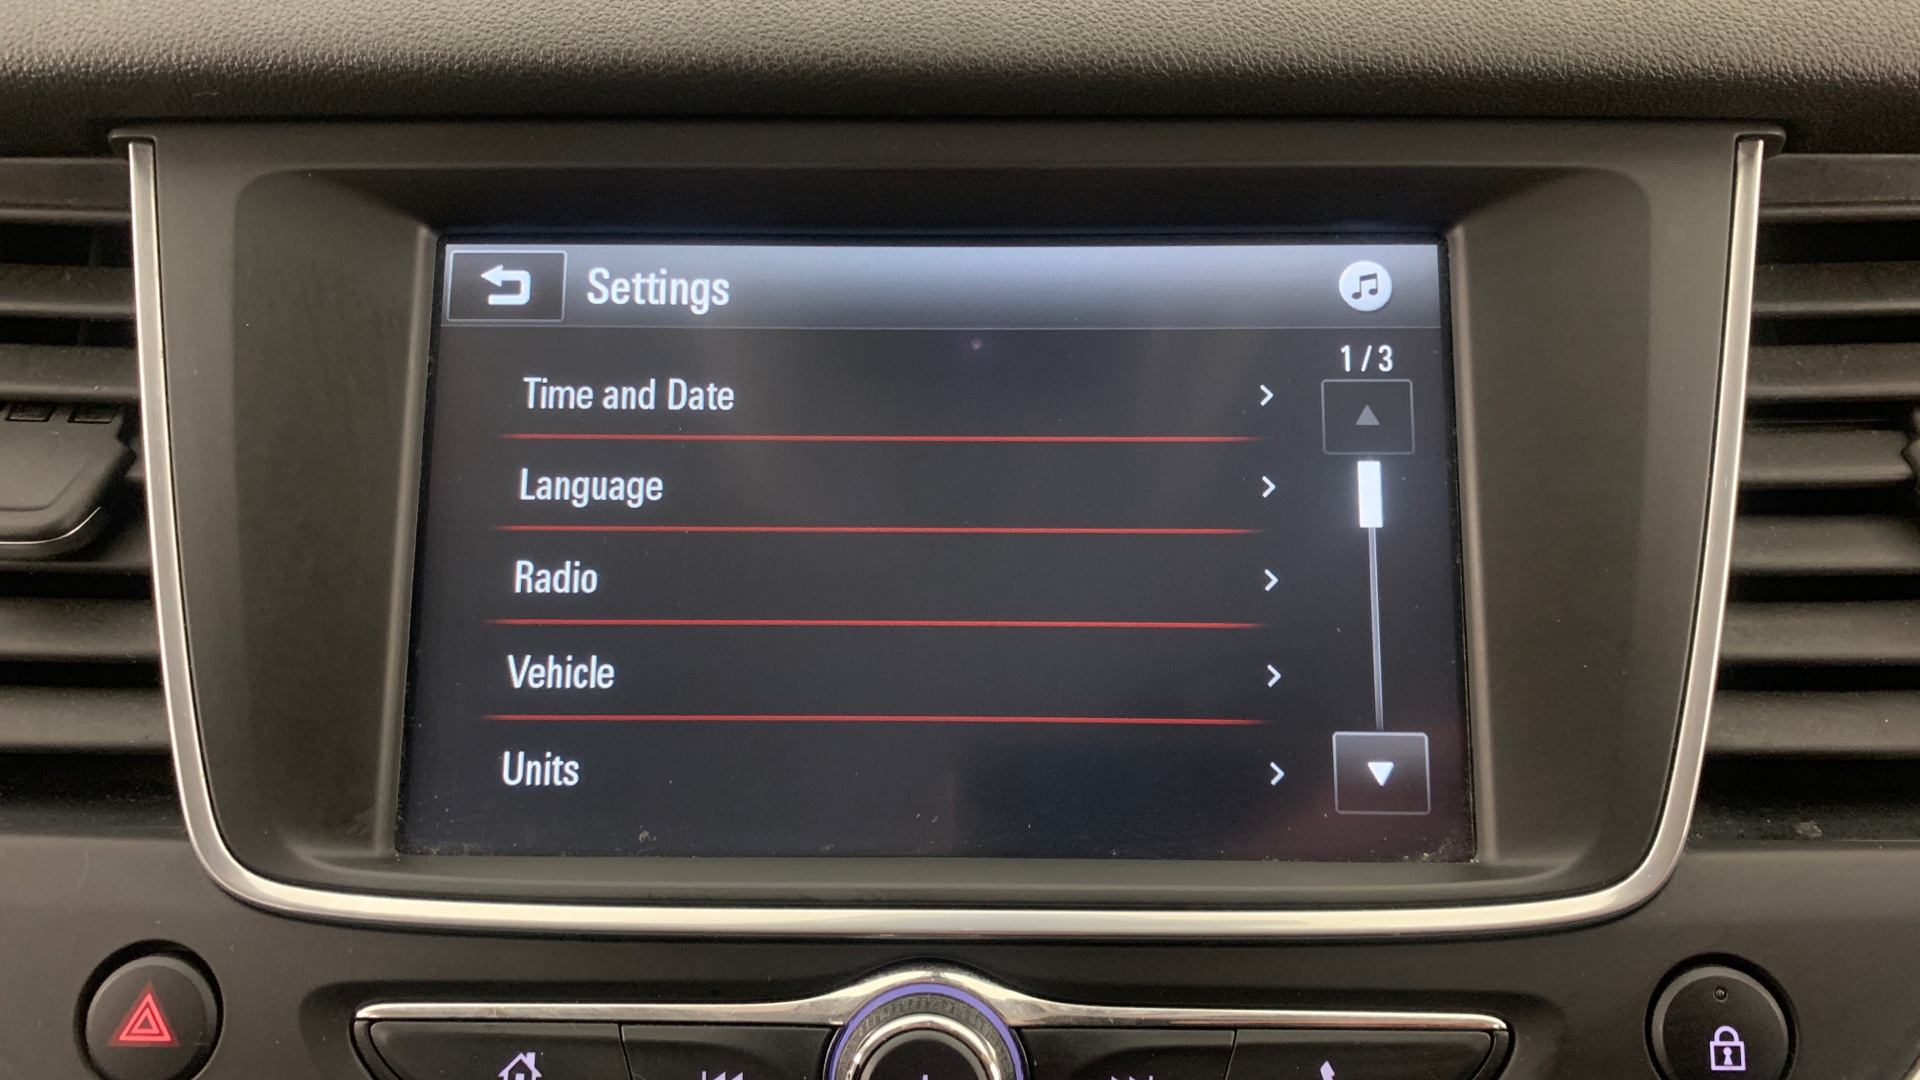 Settings
1/3
Time and Date
Language
Radio
Vehicle
Units